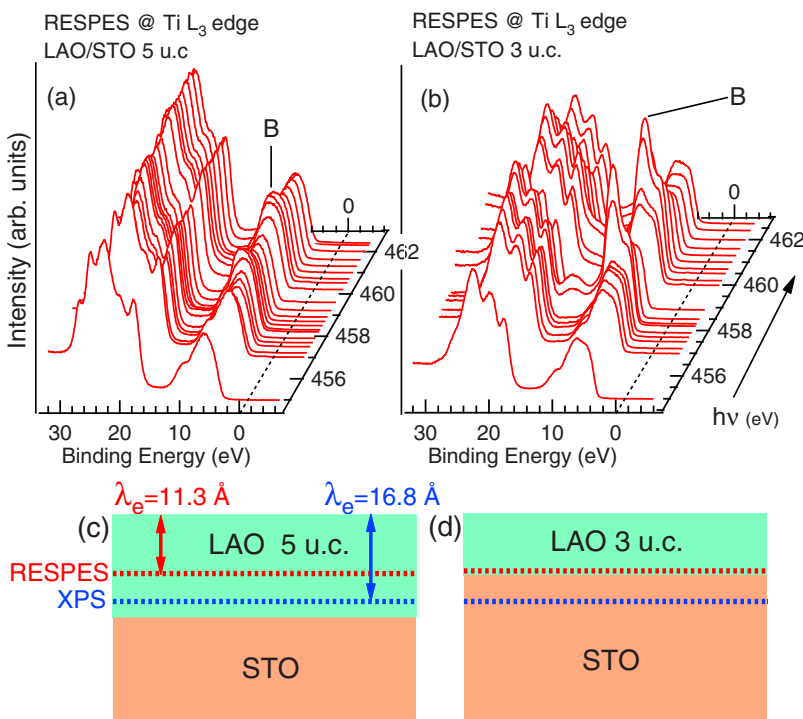 RESPES @ Ti L3 edge
LAO/STO 5 u.c
(a)
B
0
462
460
458
456
Intensity (arb. units)
30 20 10 0
Binding Energy (eV)
RESPES @ Ti L3 edge
LAO/STO 3 u.c.
(b)
B
0
462
460
458
456
hν (eV)
30 20 10 0
Binding Energy (eV)
λe=11.3 Å
λe=16.8 Å
(c)
LAO 5 u.c.
RESPES
XPS
STO
(d)
LAO 3 u.c.
STO